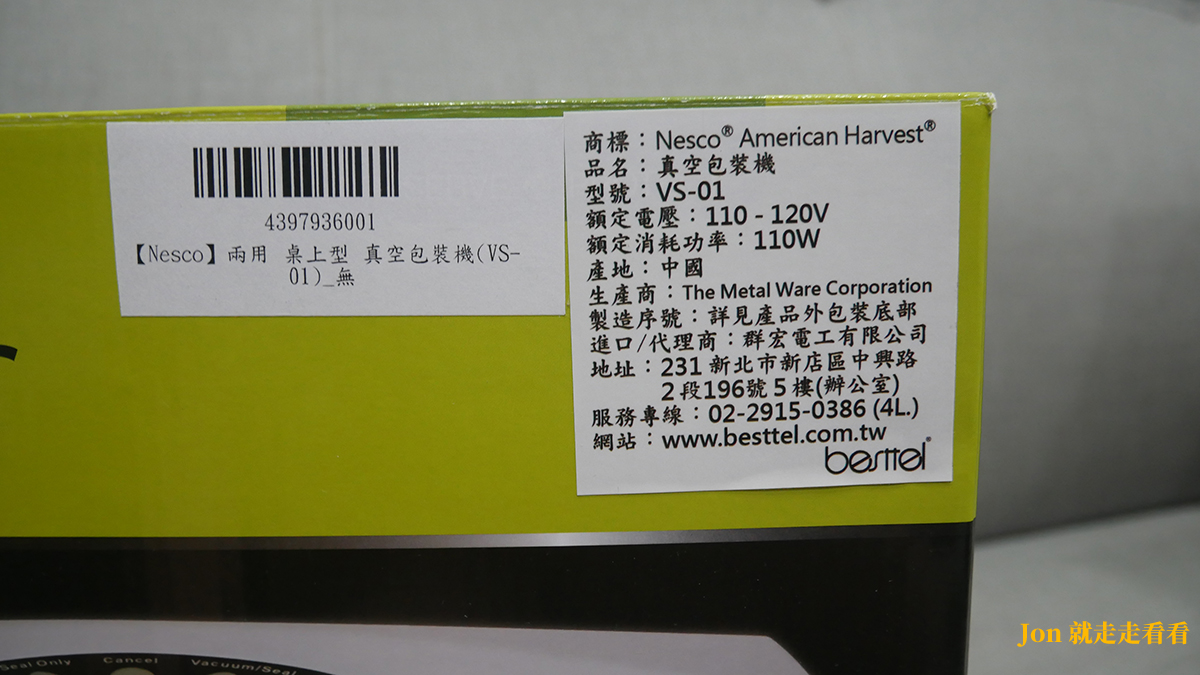 4397936001
【Nesco】兩用 桌上型 真空包裝機(VS-
01)_無
商標：Nesco® American Harvest®
品名：真空包裝機
型號：VS-01
額定電壓：110 - 120V
額定消耗功率：110W
產地：中國
生產商：The Metal Ware Corporation
製造序號：詳見產品外包裝底部
進口/代理商：群宏電工有限公司
地址：231 新北市新店區中興路
2段196號5樓(辦公室)
服務專線：02-2915-0386 (4L.)
網站：www.besttel.com.tw
besttel®
Seal Only Cancel Vacuum/Seal
Jon 就走走看看